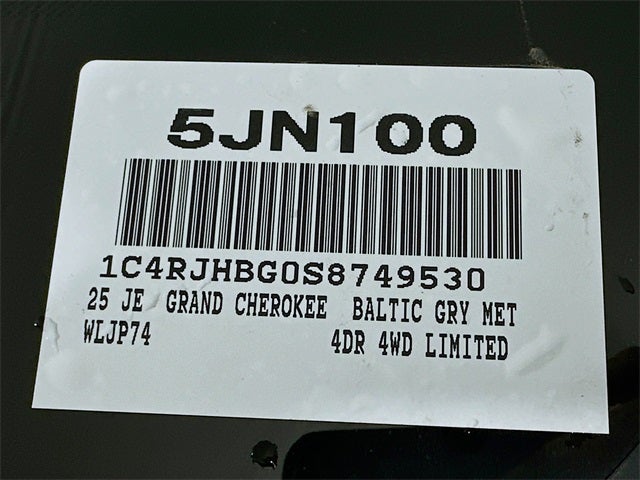 5JN100
1C4RJHBG0S8749530
25 JE GRAND CHEROKEE BALTIC GRY MET
WLJP74 4DR 4WD LIMITED